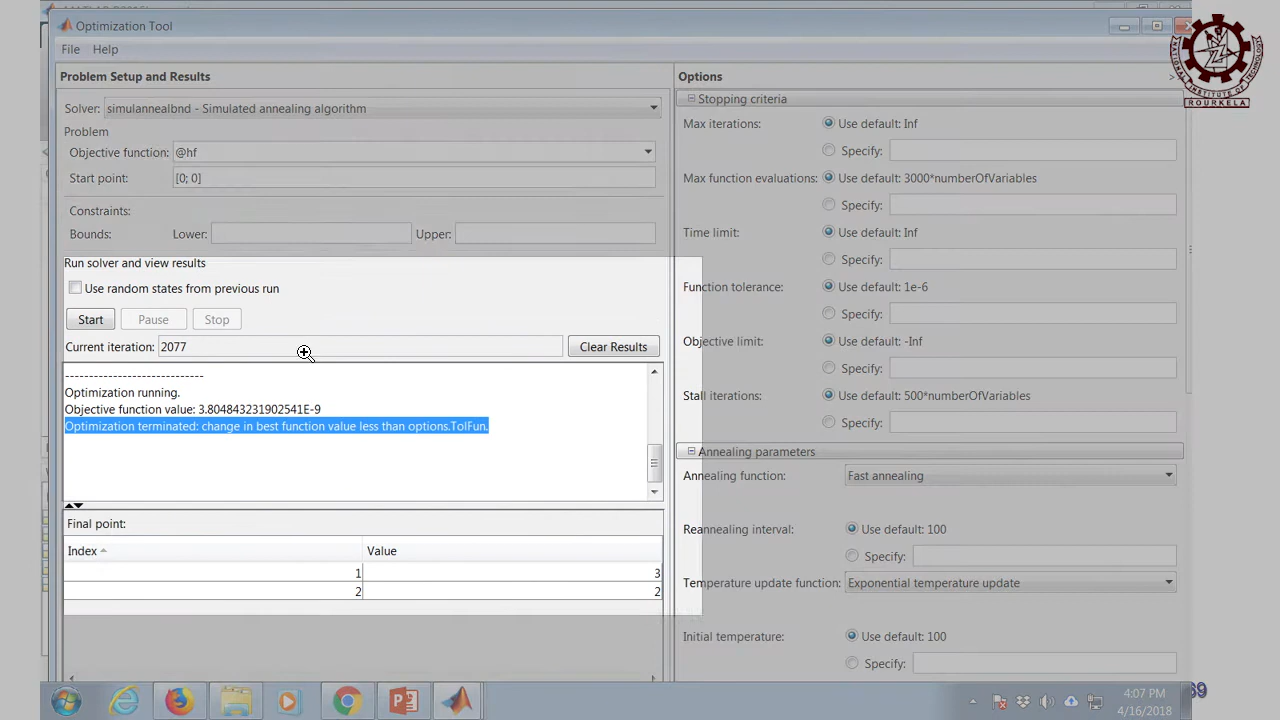 Optimization Tool
File Help
Problem Setup and Results
Solver: simulannealbnd - Simulated annealing algorithm
Problem
Objective function: @hf
Start point: [0; 0]
Constraints:
Bounds: Lower: Upper:
Run solver and view results
Use random states from previous run
Start Pause Stop
Current iteration: 2077 Clear Results
Optimization running.
Objective function value: 3.804843231902541E-9
Optimization terminated: change in best function value less than options.TolFun.
Final point:
Index Value
1 3
2 2
Options
Stopping criteria
Max iterations: Use default: Inf
Specify:
Max function evaluations: Use default: 3000*numberOfVariables
Specify:
Time limit: Use default: Inf
Specify:
Function tolerance: Use default: 1e-6
Specify:
Objective limit: Use default: -Inf
Specify:
Stall iterations: Use default: 500*numberOfVariables
Specify:
Annealing parameters
Annealing function: Fast annealing
Reannealing interval: Use default: 100
Specify:
Temperature update function: Exponential temperature update
Initial temperature: Use default: 100
Specify:
NATIONAL INSTITUTE OF TECHNOLOGY
ROURKELA
4:07 PM
4/16/2018